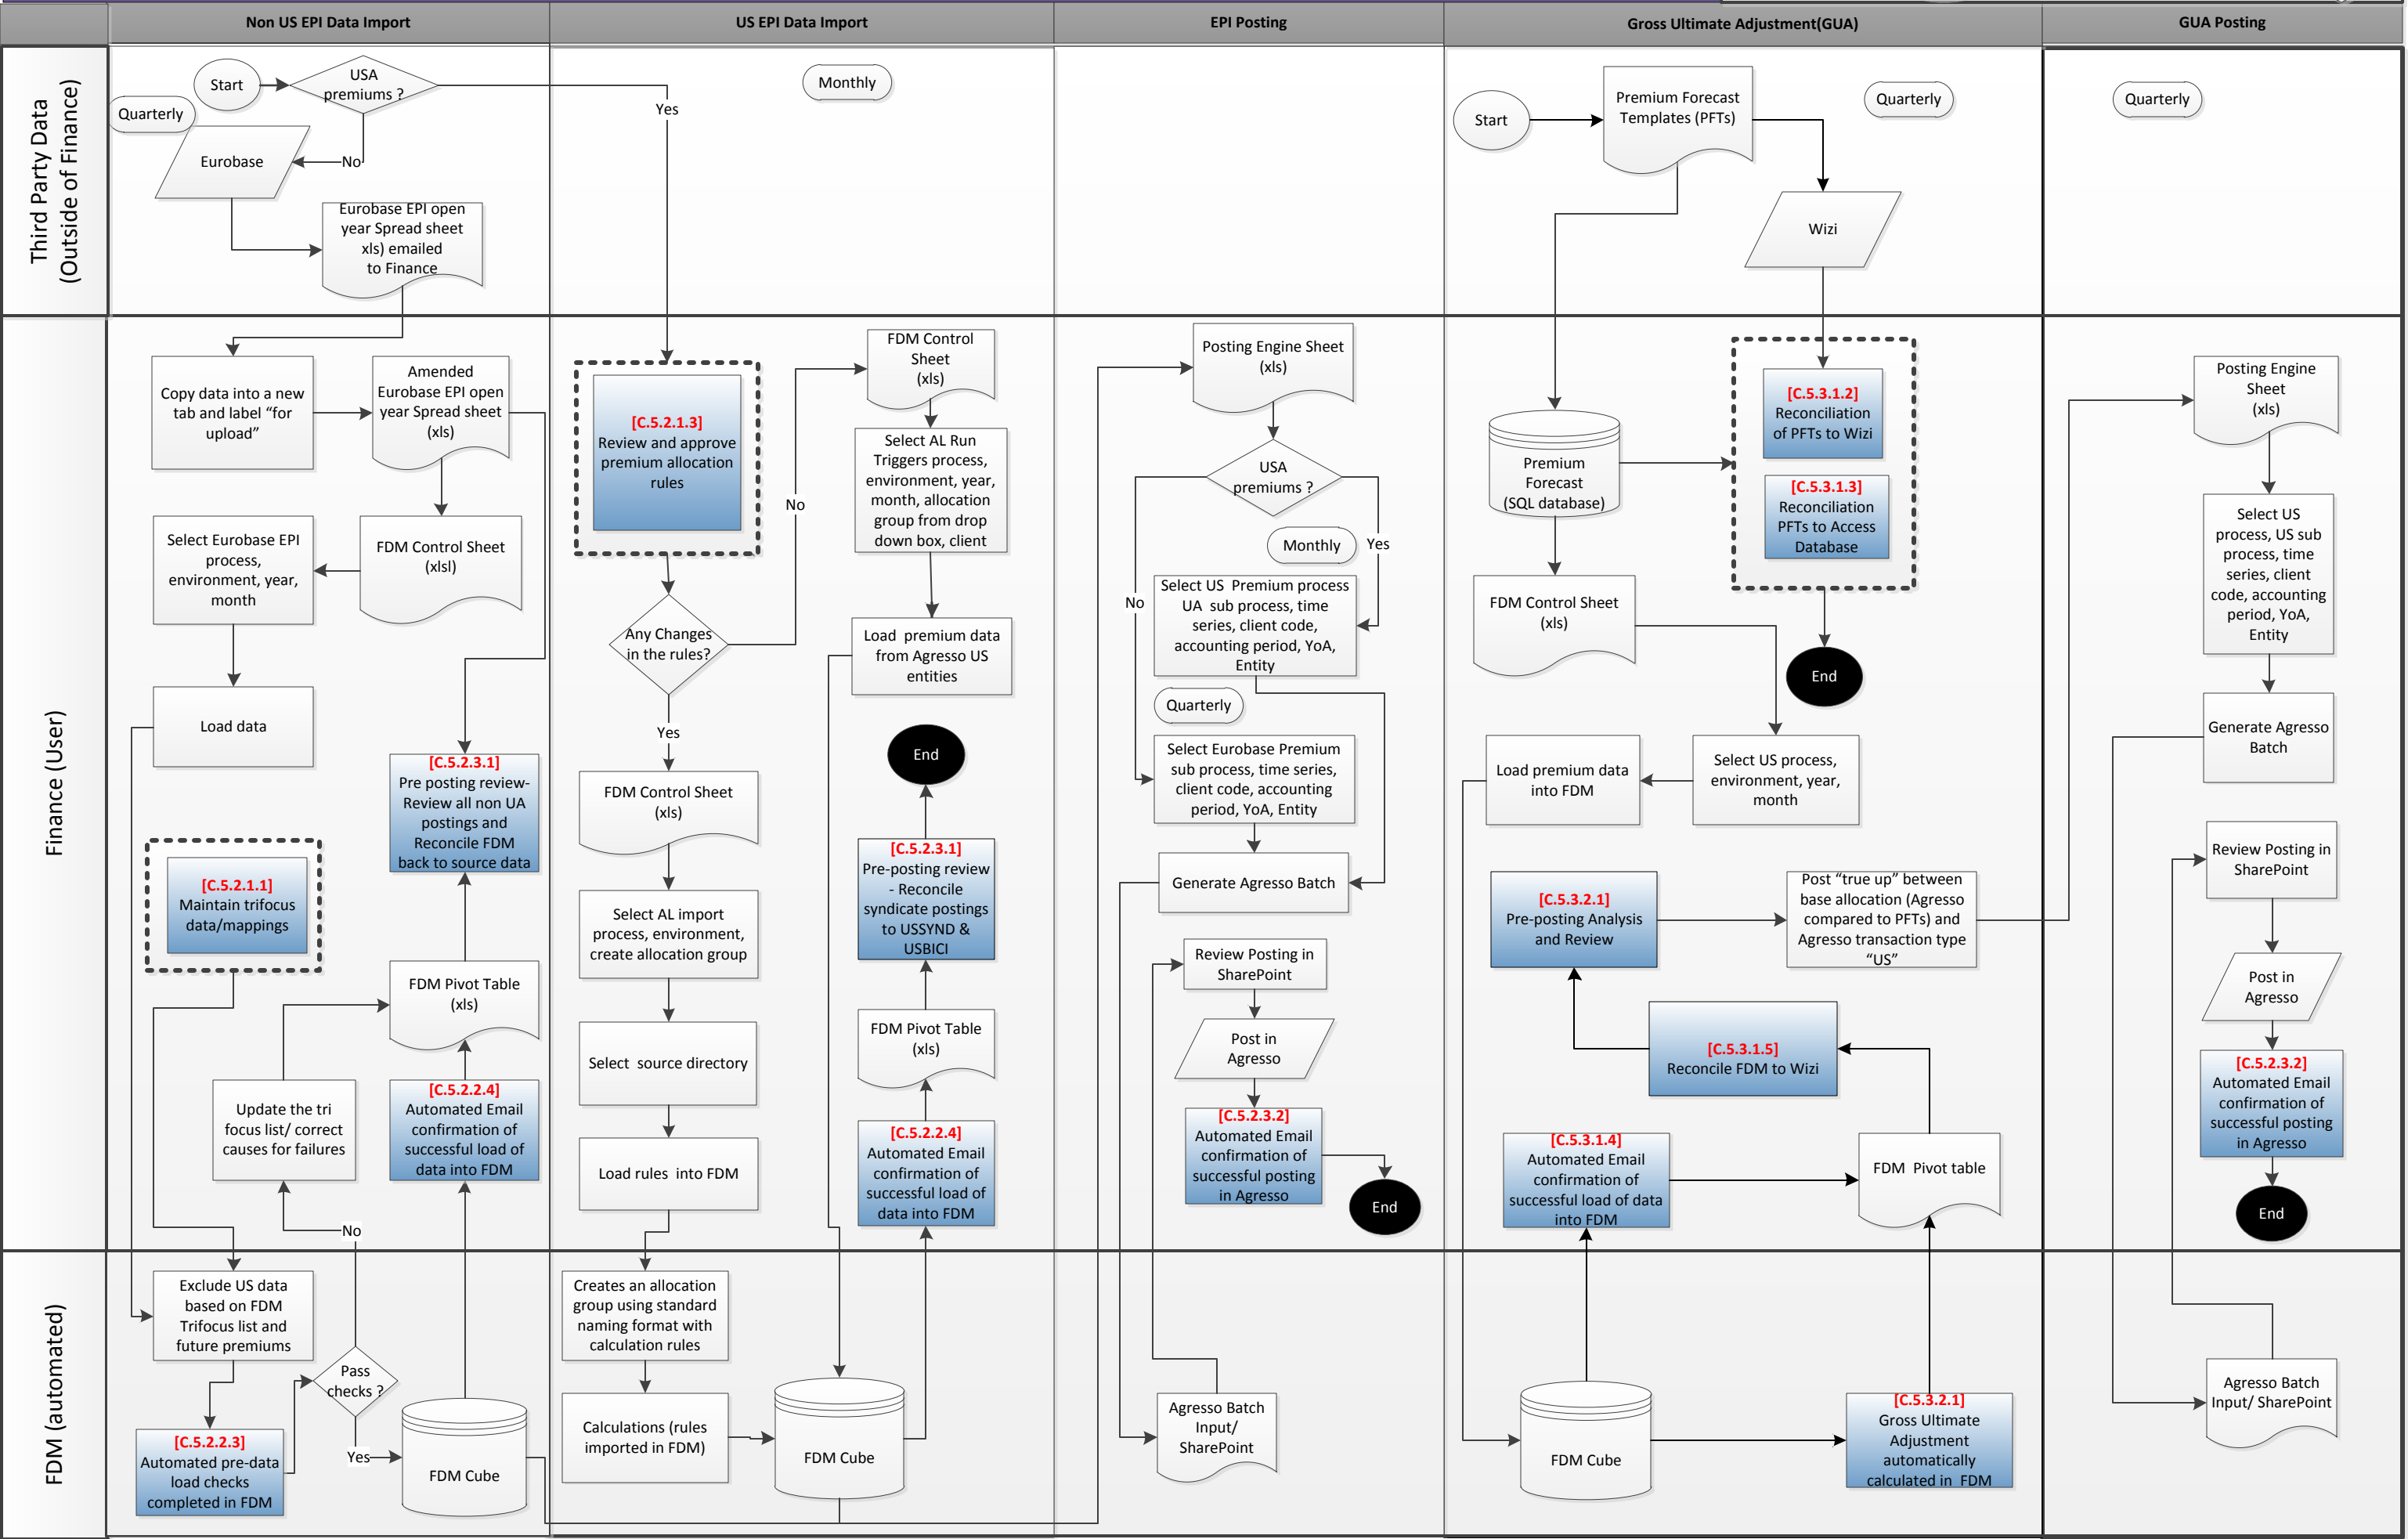 Non US EPI Data Import
US EPI Data Import
EPI Posting
Gross Ultimate Adjustment(GUA)
GUA Posting
Third Party Data
(Outside of Finance)
Start
USA
premiums ?
Quarterly
No
Eurobase
Eurobase EPI open
year Spread sheet
xls) emailed
to Finance
Yes
Monthly
Start
Premium Forecast
Templates (PFTs)
Quarterly
Wizi
Quarterly
Finance (User)
Copy data into a new
tab and label “for
upload”
Amended
Eurobase EPI open
year Spread sheet
(xls)
Select Eurobase EPI
process,
environment, year,
month
FDM Control Sheet
(xlsl)
Load data
[C.5.2.3.1]
Pre posting review-
Review all non UA
postings and
Reconcile FDM
back to source data
[C.5.2.1.1]
Maintain trifocus
data/mappings
FDM Pivot Table
(xls)
Update the tri
focus list/ correct
causes for failures
[C.5.2.2.4]
Automated Email
confirmation of
successful load of
data into FDM
No
[C.5.2.1.3]
Review and approve
premium allocation
rules
Any Changes
in the rules?
No
Yes
FDM Control Sheet
(xls)
Select AL import
process, environment,
create allocation group
Select  source directory
Load rules  into FDM
FDM Control
Sheet
(xls)
Select AL Run
Triggers process,
environment, year,
month, allocation
group from drop
down box, client
Load  premium data
from Agresso US
entities
End
[C.5.2.3.1]
Pre-posting review
- Reconcile
syndicate postings
to USSYND &
USBICI
FDM Pivot Table
(xls)
[C.5.2.2.4]
Automated Email
confirmation of
successful load of
data into FDM
Posting Engine Sheet
(xls)
USA
premiums ?
Monthly
Yes
No
Select US  Premium process
UA  sub process, time
series, client code,
accounting period, YoA,
Entity
Quarterly
Select Eurobase Premium
sub process, time series,
client code, accounting
period, YoA, Entity
Generate Agresso Batch
Review Posting in
SharePoint
Post in
Agresso
[C.5.2.3.2]
Automated Email
confirmation of
successful posting
in Agresso
End
Premium
Forecast
(SQL database)
[C.5.3.1.2]
Reconciliation
of PFTs to Wizi
[C.5.3.1.3]
Reconciliation
PFTs to Access
Database
FDM Control Sheet
(xls)
End
Load premium data
into FDM
Select US process,
environment, year,
month
[C.5.3.2.1]
Pre-posting Analysis
and Review
Post “true up” between
base allocation (Agresso
compared to PFTs) and
Agresso transaction type
“US”
[C.5.3.1.5]
Reconcile FDM to Wizi
[C.5.3.1.4]
Automated Email
confirmation of
successful load of data
into FDM
FDM  Pivot table
Posting Engine
Sheet
(xls)
Select US
process, US sub
process, time
series, client
code, accounting
period, YoA,
Entity
Generate Agresso
Batch
Review Posting in
SharePoint
Post in
Agresso
[C.5.2.3.2]
Automated Email
confirmation of
successful posting
in Agresso
End
FDM (automated)
Exclude US data
based on FDM
Trifocus list and
future premiums
[C.5.2.2.3]
Automated pre-data
load checks
completed in FDM
Pass
checks ?
Yes
FDM Cube
Creates an allocation
group using standard
naming format with
calculation rules
Calculations (rules
imported in FDM)
FDM Cube
Agresso Batch
Input/
SharePoint
FDM Cube
[C.5.3.2.1]
Gross Ultimate
Adjustment
automatically
calculated in  FDM
Agresso Batch
Input/ SharePoint